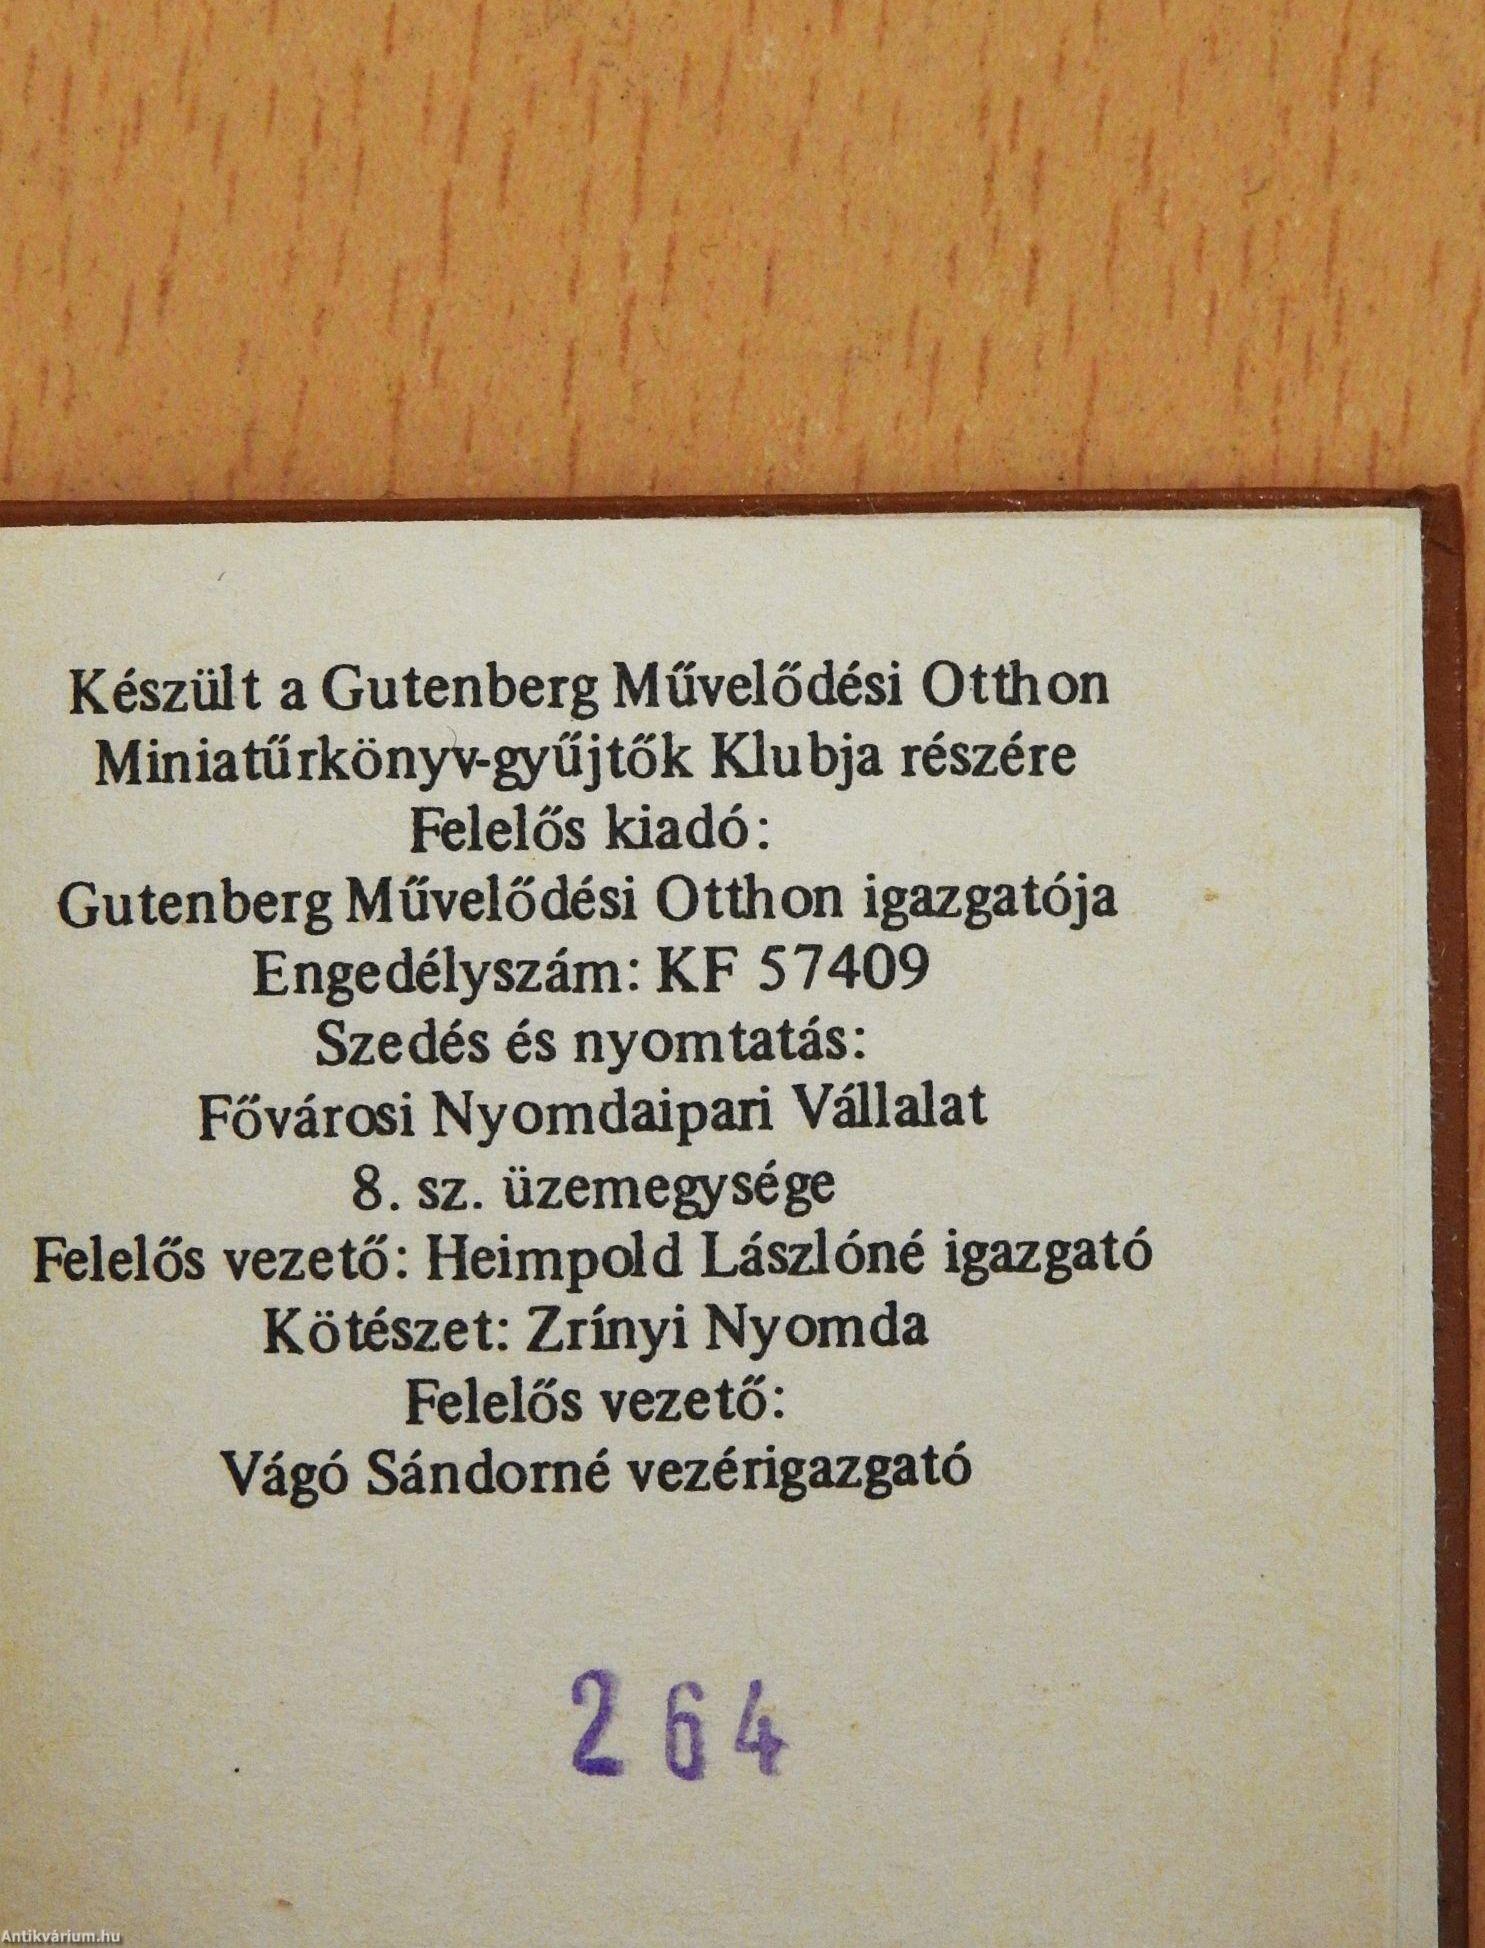 Készült a Gutenberg Művelődési Otthon
Miniatűrkönyv-gyűjtők Klubja részére
Felelős kiadó:
Gutenberg Művelődési Otthon igazgatója
Engedélyszám: KF 57409
Szedés és nyomtatás:
Fővárosi Nyomdaipari Vállalat
8. sz. üzemegysége
Felelős vezető: Heimpold Lászlóné igazgató
Kötészet: Zrínyi Nyomda
Felelős vezető:
Vágó Sándorné vezérigazgató
264
Antikvárium.hu